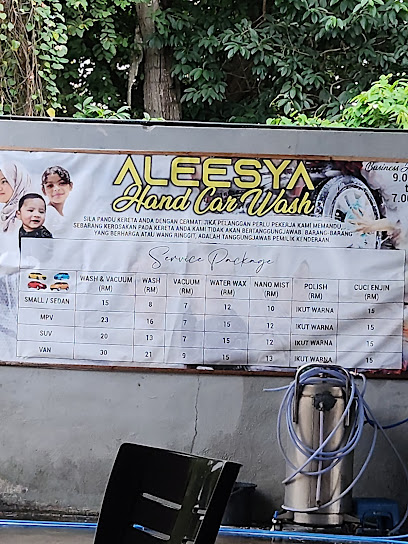 ALEESYA
Hand Car Wash
Business
9.0
7.00
SILA PANDU KERETA ANDA DENGAN CERMAT. JIKA PELANGGAN PERLU PEKERJA KAMI MEMANDU,
SEBARANG KEROSAKAN PADA KERETA ANDA KAMI TIDAK AKAN BERTANGGUNGJAWAB. BARANG-BARANG
YANG BERHARGA ATAU WANG RINGGIT, ADALAH TANGGUNGJAWAB PEMILIK KENDERAAN
Service Package
WASH & VACUUM (RM) WASH (RM) VACUUM (RM) WATER WAX (RM) NANO MIST (RM) POLISH (RM) CUCI ENJIN (RM)
SMALL / SEDAN 15 8 7 12 10 IKUT WARNA 15
MPV 23 16 7 15 12 IKUT WARNA 15
SUV 20 13 7 15 12 IKUT WARNA 15
VAN 30 21 9 15 13 IKUT WARNA 15